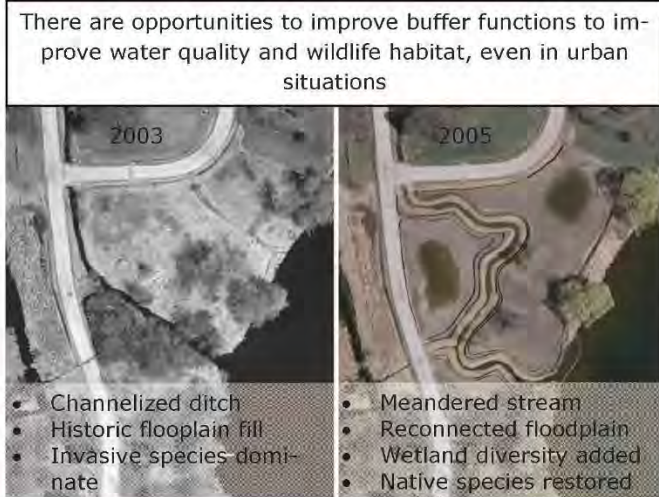 There are opportunities to improve buffer functions to im-
prove water quality and wildlife habitat, even in urban
situations
2003
2005
• Channelized ditch
• Historic flooplain fill
• Invasive species domi-
nate
• Meandered stream
• Reconnected floodplain
• Wetland diversity added
• Native species restored